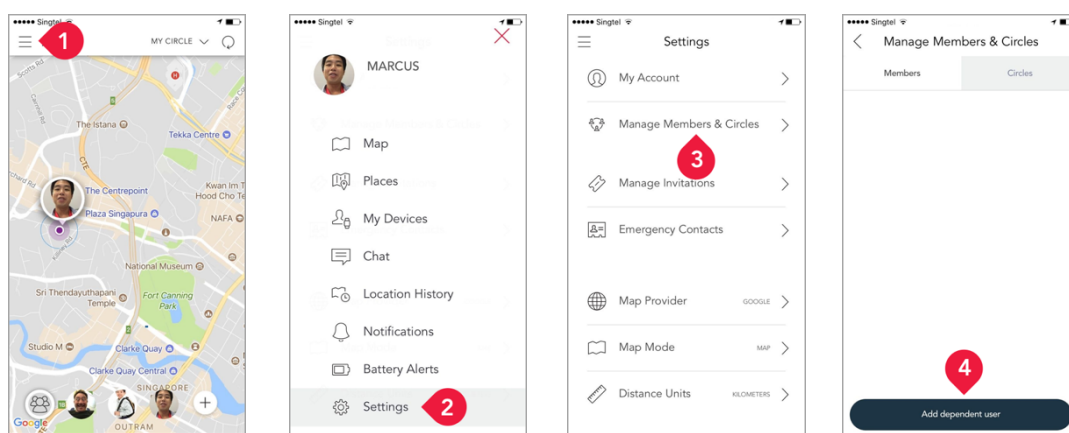 Singtel
1
MY CIRCLE
Scotts Rd
The Istana
Tekka Centre
CTE
The Centrepoint
Kwan Im T
Hood Cho Te
Plaza Singapura
NAFA
National Museum
Sri Thendayuthapani
Temple
Fort Canning
Park
Studio M
Clarke Quay
Clarke Quay Central
SINGAPORE
+
Google
OUTRAM
Singtel
MARCUS
Map
Places
My Devices
Chat
Location History
Notifications
Battery Alerts
Settings
2
Singtel
Settings
My Account
Manage Members & Circles
3
Manage Invitations
Emergency Contacts
Map Provider GOOGLE
Map Mode MAP
Distance Units KILOMETERS
Singtel
Manage Members & Circles
Members Circles
4
Add dependent user